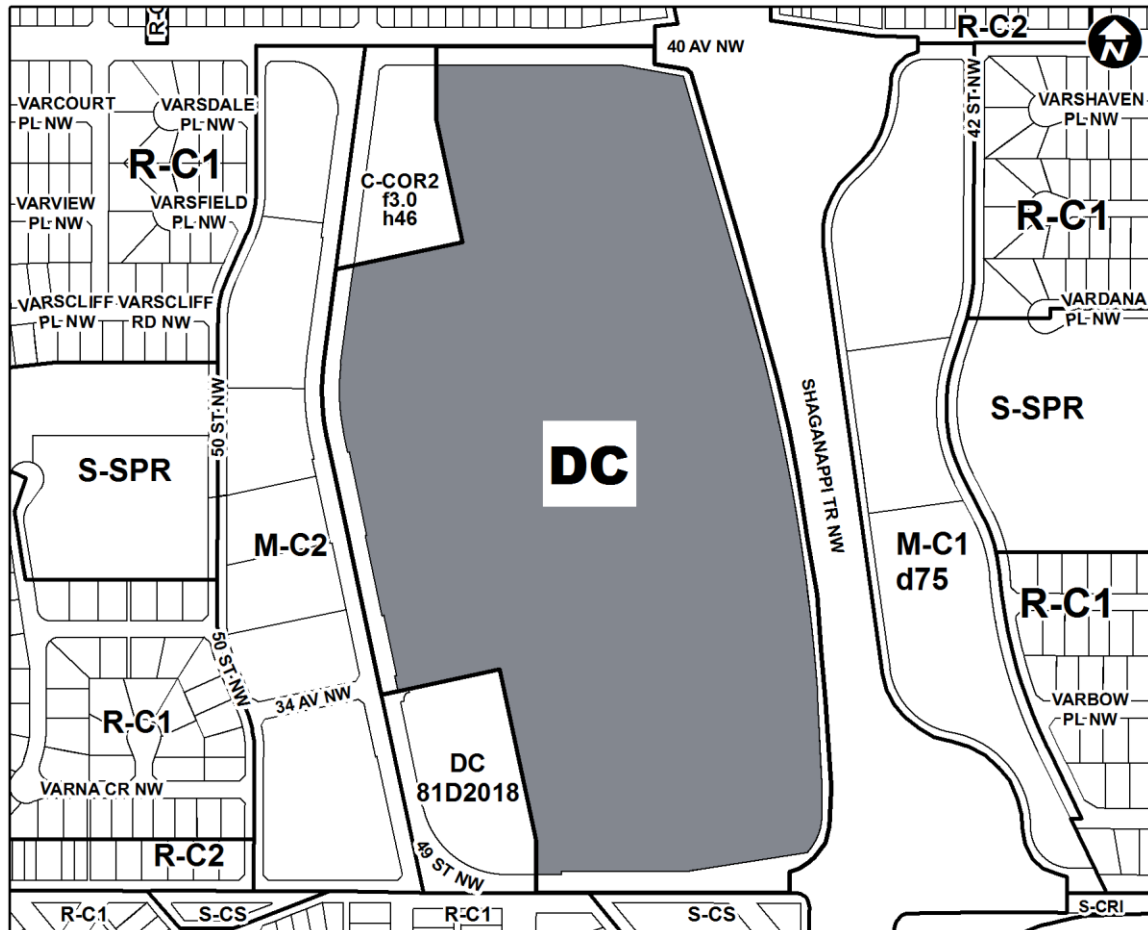 R-C
R-C2
40 AV NW
N
VARCOURT
PL NW
VARSDALE
PL NW
R-C1
42 ST NW
VARSHAVEN
PL NW
C-COR2
f3.0
h46
VARVIEW
PL NW
VARSFIELD
PL NW
R-C1
VARSCLIFF
PL NW
VARSCLIFF
RD NW
VARDANA
PL NW
50 ST NW
SHAGANAPPI TR NW
S-SPR
S-SPR
DC
M-C2
M-C1
d75
R-C1
50 ST NW
34 AV NW
R-C1
VARBOW
PL NW
DC
81D2018
VARNA CR NW
R-C2
49 ST NW
R-C1
S-CS
R-C1
S-CS
S-CRI